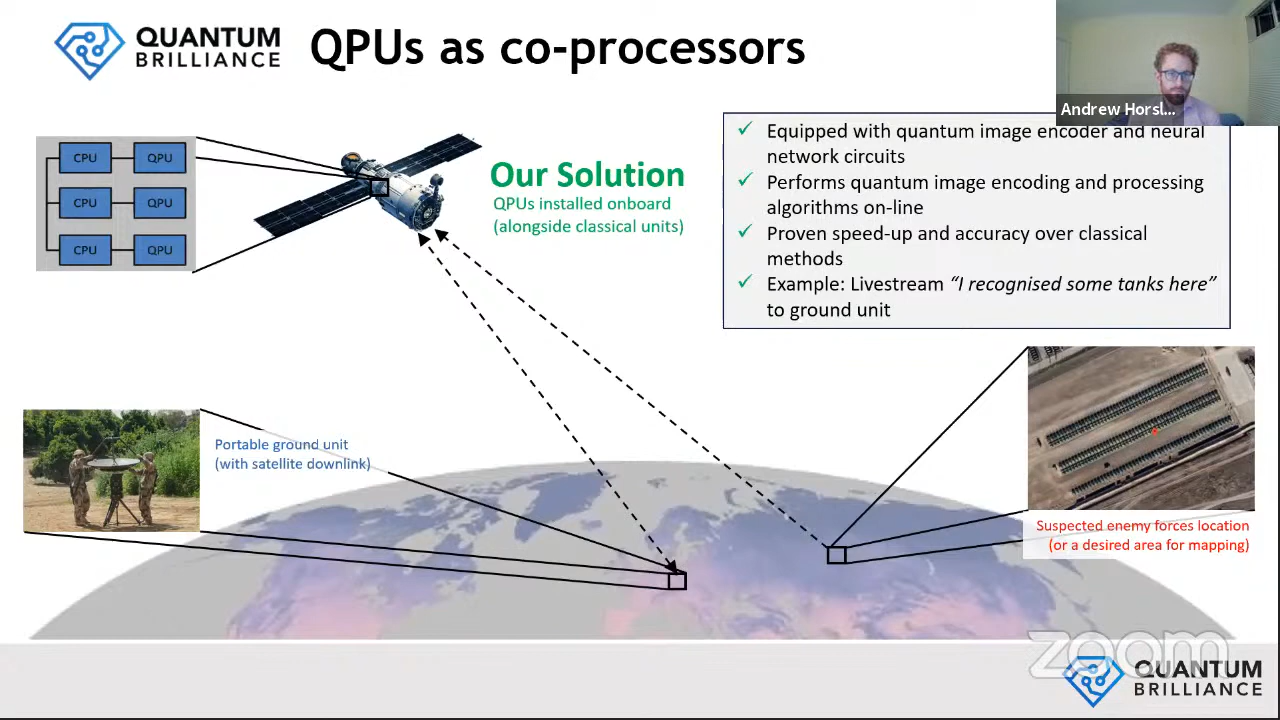 QUANTUM
BRILLIANCE
QPUs as co-processors
Andrew Horsl...
CPU QPU
CPU QPU
CPU QPU
Our Solution
QPUs installed onboard
(alongside classical units)
✓ Equipped with quantum image encoder and neural
network circuits
✓ Performs quantum image encoding and processing
algorithms on-line
✓ Proven speed-up and accuracy over classical
methods
✓ Example: Livestream “I recognised some tanks here”
to ground unit
Portable ground unit
(with satellite downlink)
Suspected enemy forces location
(or a desired area for mapping)
zoom
QUANTUM
BRILLIANCE